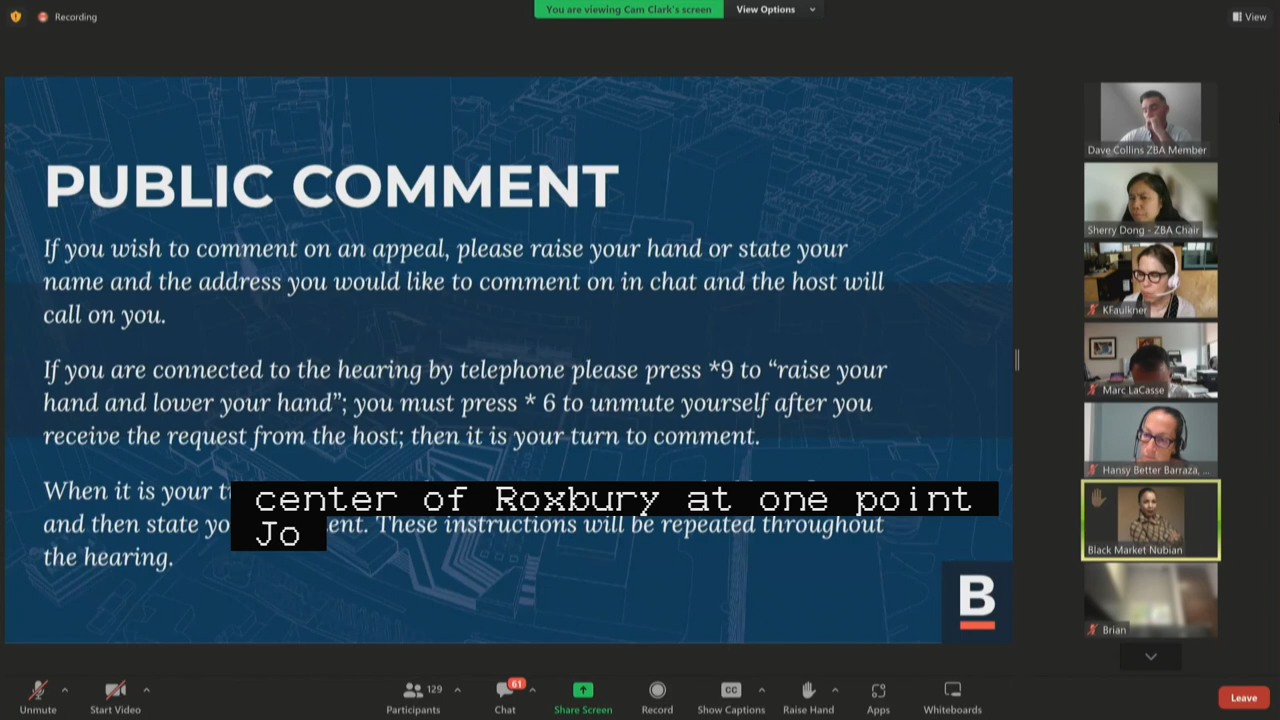 Recording
You are viewing Cam Clark's screen
View Options
View
PUBLIC COMMENT
If you wish to comment on an appeal, please raise your hand or state your
name and the address you would like to comment on in chat and the host will
call on you.
If you are connected to the hearing by telephone please press *9 to “raise your
hand and lower your hand”; you must press * 6 to unmute yourself after you
receive the request from the host; then it is your turn to comment.
When it is your
and then state These instructions will be repeated throughout
the hearing.
center of Roxbury at one point
Jo
B
Dave Collins ZBA Member
Sherry Dong - ZBA Chair
KFaulkner
Marc LaCasse
Hansy Better Barraza, ...
Black Market Nubian
Brian
Unmute
Start Video
129
Participants
61
Chat
Share Screen
Record
CC
Show Captions
Raise Hand
Apps
Whiteboards
Leave